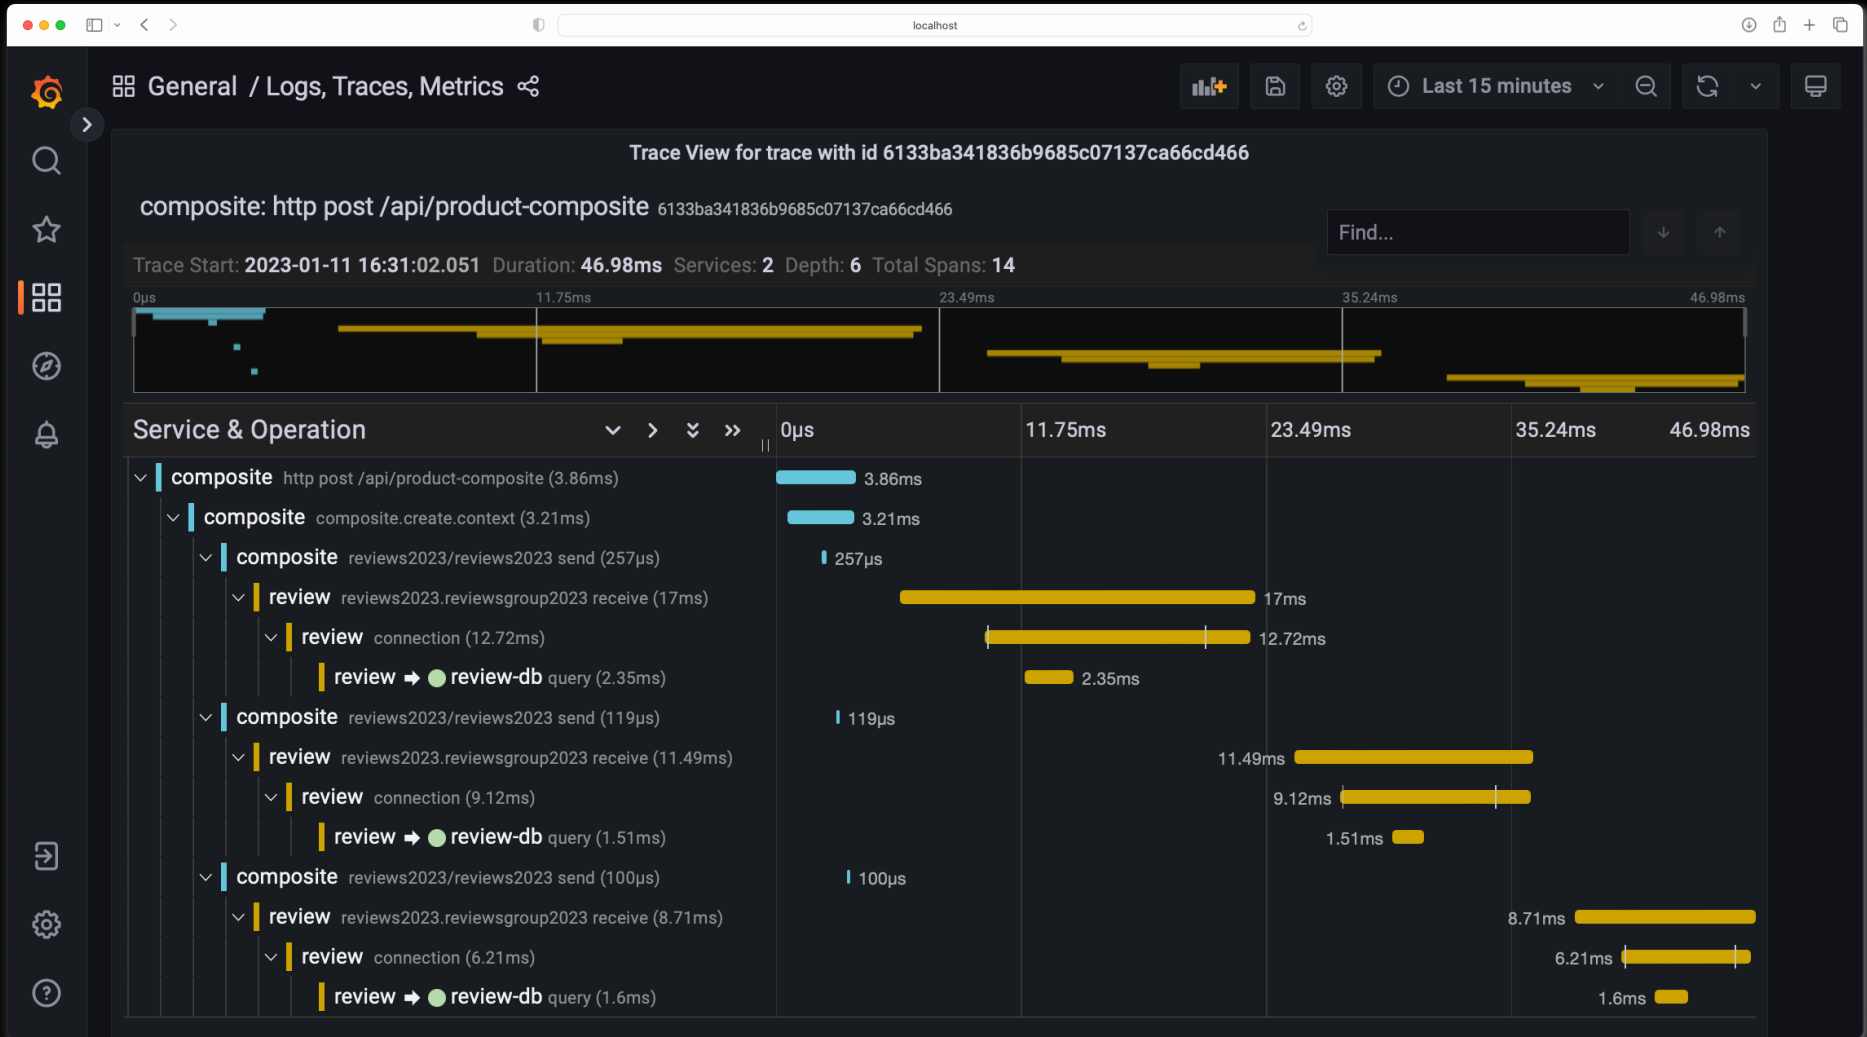 localhost
General / Logs, Traces, Metrics
Last 15 minutes
Trace View for trace with id 6133ba341836b9685c07137ca66cd466
composite: http post /api/product-composite 6133ba341836b9685c07137ca66cd466
Find...
Trace Start: 2023-01-11 16:31:02.051 Duration: 46.98ms Services: 2 Depth: 6 Total Spans: 14
0μs 11.75ms 23.49ms 35.24ms 46.98ms
Service & Operation 0μs 11.75ms 23.49ms 35.24ms 46.98ms
composite http post /api/product-composite (3.86ms) 3.86ms
composite composite.create.context (3.21ms) 3.21ms
composite reviews2023/reviews2023 send (257μs) 257μs
review reviews2023.reviewsgroup2023 receive (17ms) 17ms
review connection (12.72ms) 12.72ms
review review-db query (2.35ms) 2.35ms
composite reviews2023/reviews2023 send (119μs) 119μs
review reviews2023.reviewsgroup2023 receive (11.49ms) 11.49ms
review connection (9.12ms) 9.12ms
review review-db query (1.51ms) 1.51ms
composite reviews2023/reviews2023 send (100μs) 100μs
review reviews2023.reviewsgroup2023 receive (8.71ms) 8.71ms
review connection (6.21ms) 6.21ms
review review-db query (1.6ms) 1.6ms